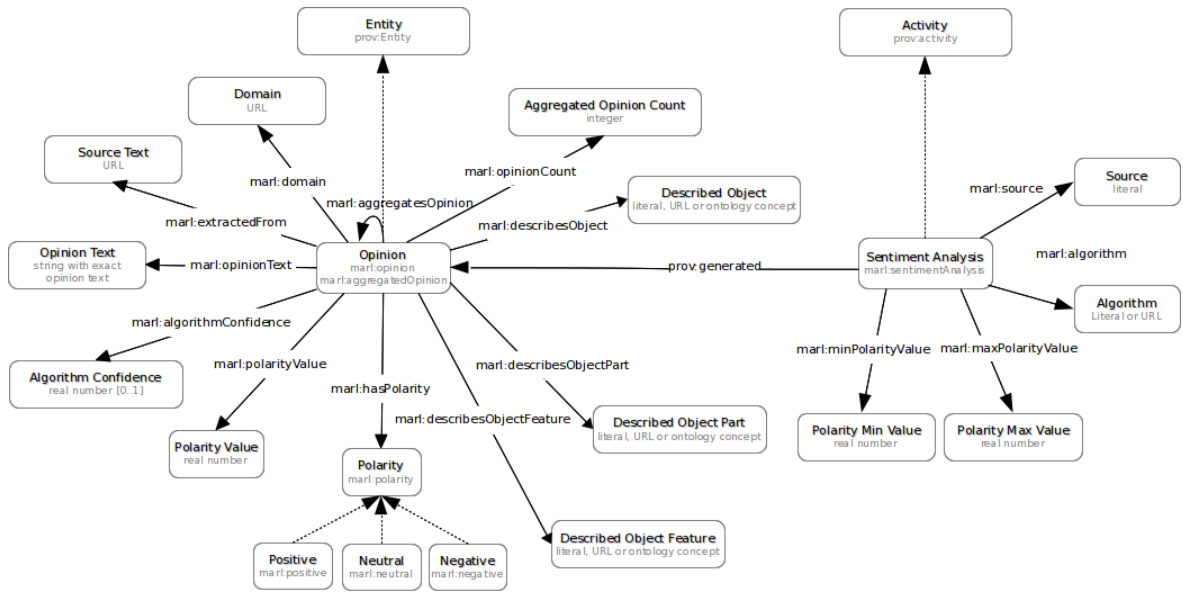 Entity
prov:Entity
Activity
prov:activity
Domain
URL
Aggregated Opinion Count
integer
Source Text
URL
marl:opinionCount
marl:domain
Described Object
literal, URL or ontology concept
Source
literal
marl:source
marl:aggregatesOpinion
marl:extractedFrom
marl:describesObject
Opinion Text
string with exact
opinion text
marl:opinionText
Opinion
marl:opinion
marl:aggregatedOpinion
prov:generated
Sentiment Analysis
marl:sentimentAnalysis
marl:algorithm
Algorithm
Literal or URL
marl:algorithmConfidence
marl:minPolarityValue
marl:maxPolarityValue
marl:polarityValue
marl:describesObjectPart
Algorithm Confidence
real number [0..1]
marl:hasPolarity
marl:describesObjectFeature
Described Object Part
literal, URL or ontology concept
Polarity Min Value
real number
Polarity Max Value
real number
Polarity Value
real number
Polarity
marl:polarity
Described Object Feature
literal, URL or ontology concept
Positive
marl:positive
Neutral
marl:neutral
Negative
marl:negative